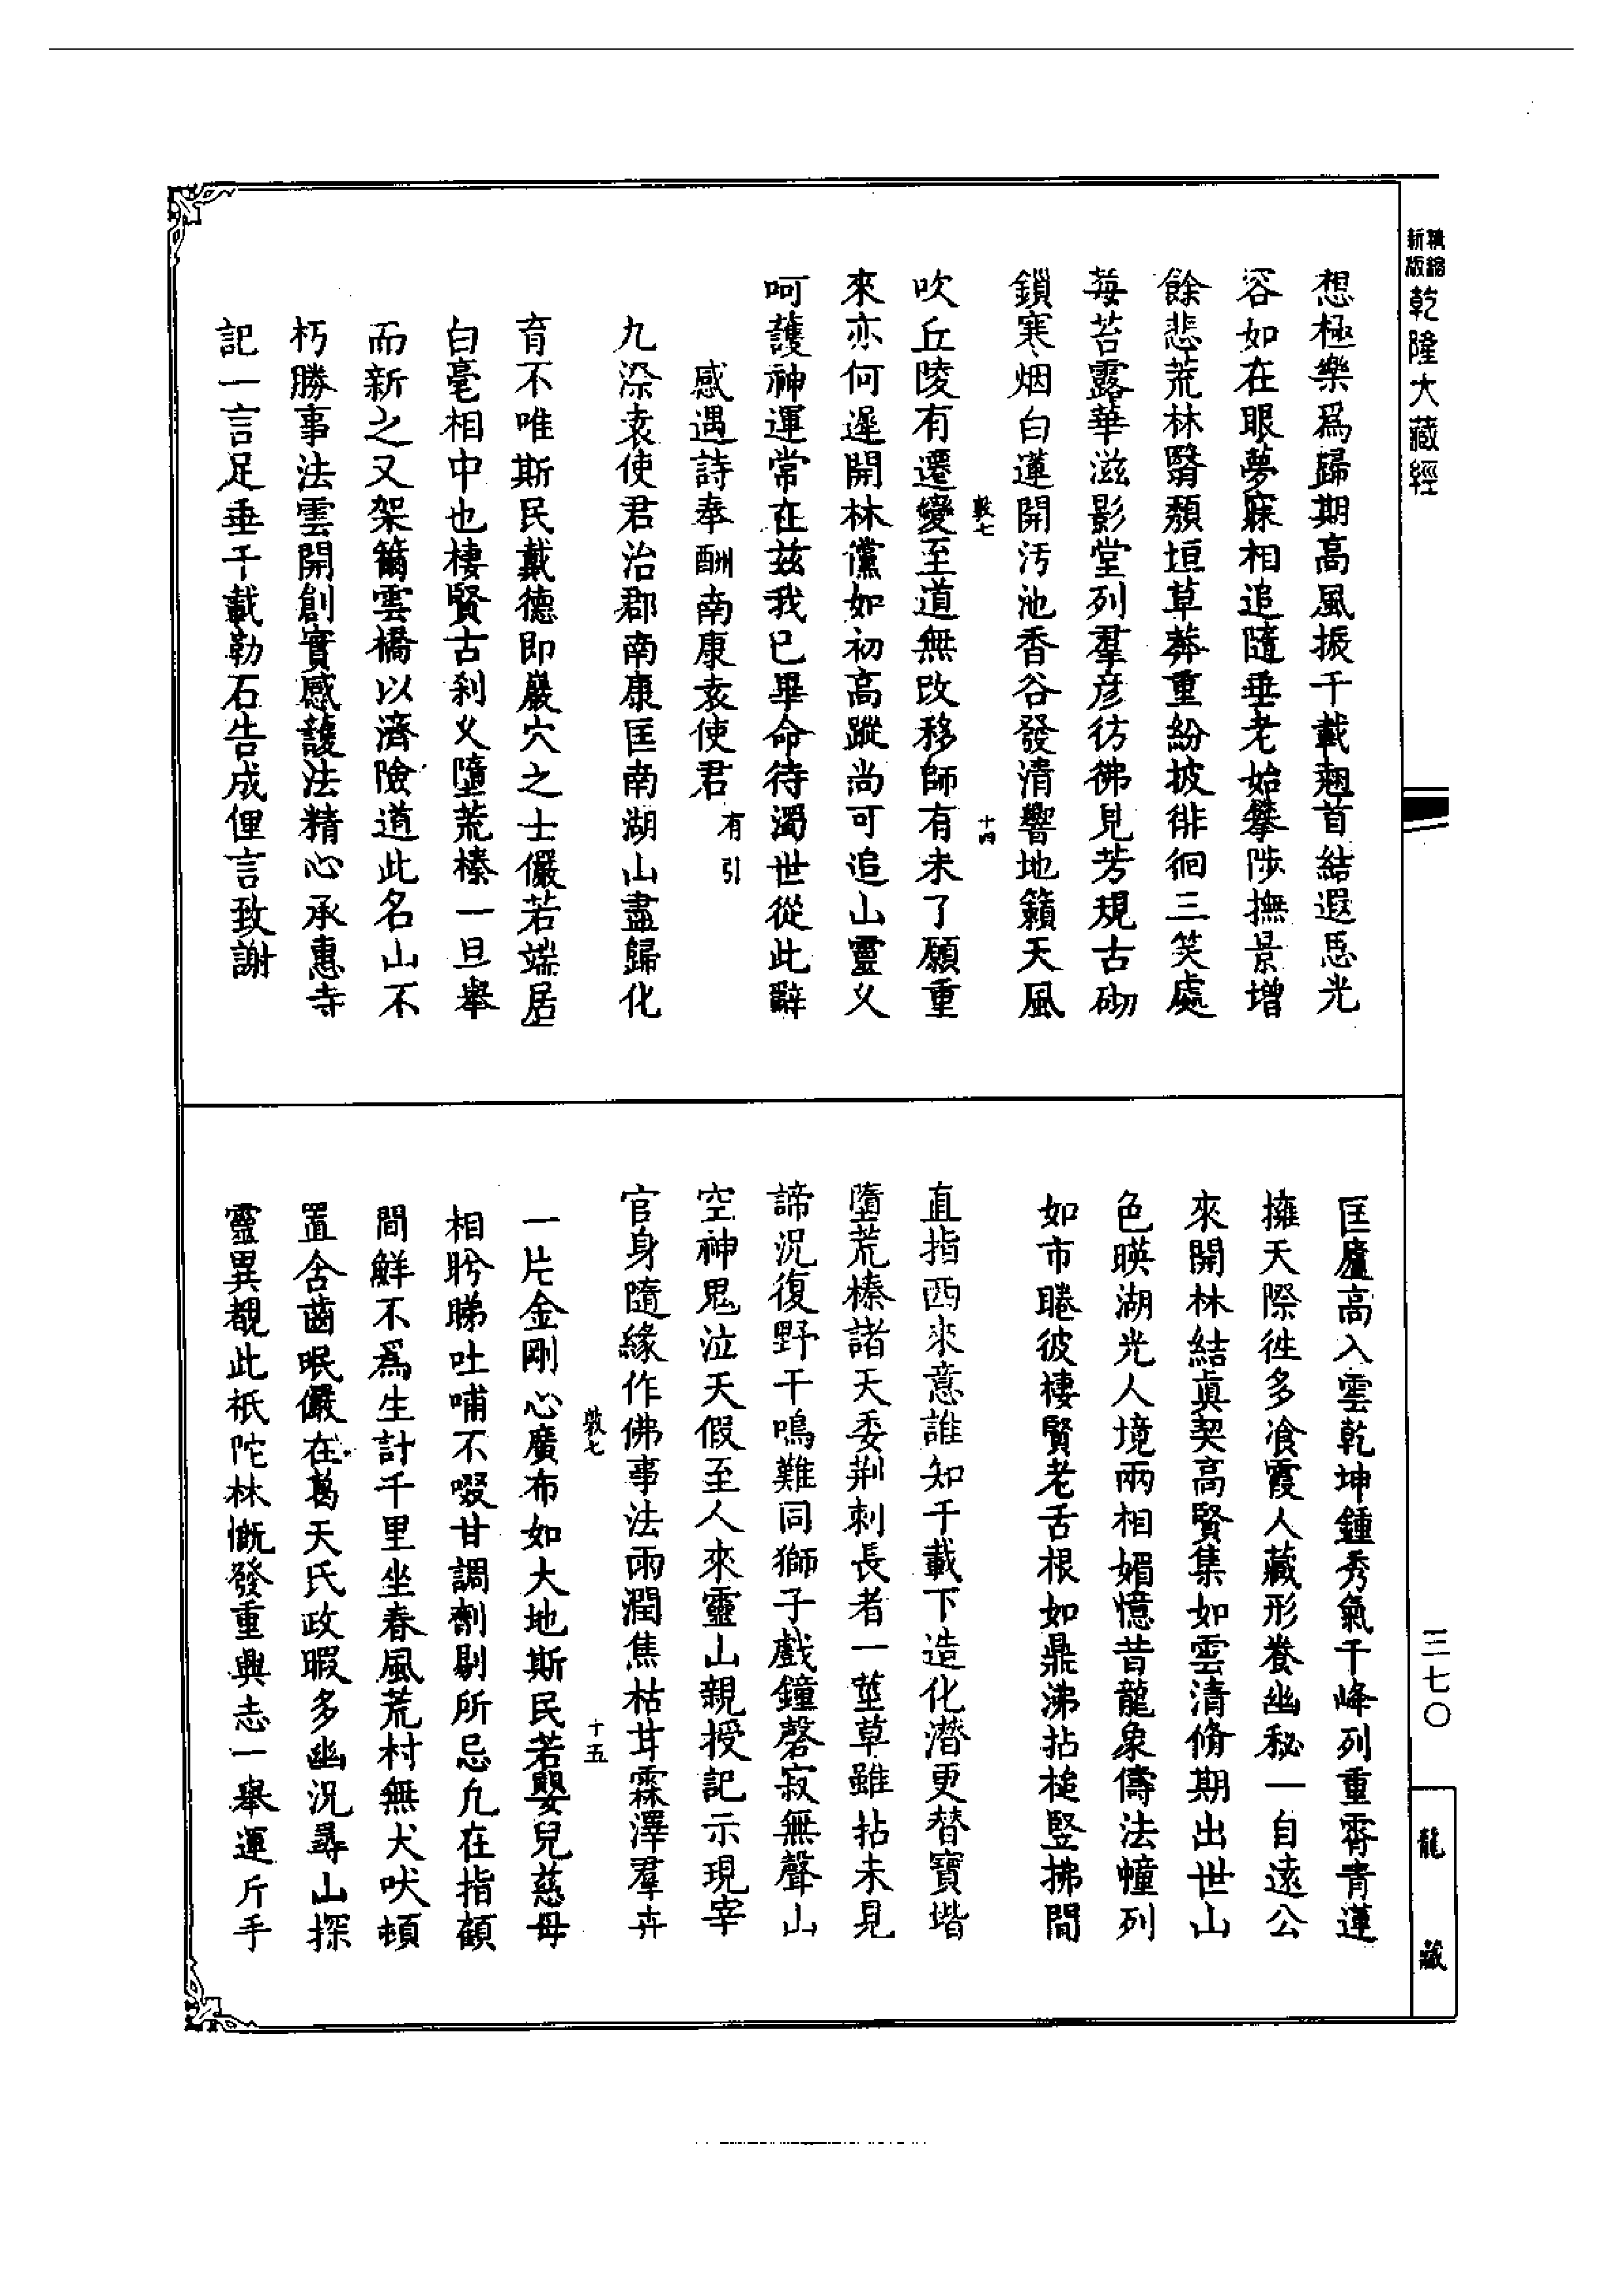 精縮新版 乾隆大藏經
想極樂爲歸期高風振千載翹首結遐思光
容如在眼夢寐相追隨垂老始攀陟撫景增
餘悲荒林翳頹垣草莽重紛披徘徊三笑處
莓苔露華滋影堂列羣彦彷彿見芳規古砌
鎖寒烟白蓮開汚池香谷發清響地籟天風
敦七 十四
吹丘陵有遷變至道無改移師有未了願重
來亦何遲開林儻如初高蹤尚可追山靈乂
呵護神運常在茲我已畢命待濁世從此辭
感遇詩奉酬南康袁使君有引
九淙袁使君治郡南康匡南湖山盡歸化
育不唯斯民戴德即巖穴之士儼若端居
白毫相中也棲賢古刹乂墮荒榛一旦舉
而新之又架箭雲橋以濟險道此名山不
朽勝事法雲開創實感護法精心承惠寺
記一言足垂千載勒石告成俚言致謝
匡廬高入雲乾坤鍾秀氣千峰列重霄青蓮
擁天際徃多飡霞人藏形養幽秘一自遠公
來開林結眞契高賢集如雲清脩期出世山
色暎湖光人境兩相媚憶昔龍象儔法幢列
如市睠彼棲賢老舌根如鼎沸拈椎竪拂間
直指西來意誰知千載下造化潛更替寶堦
墮荒榛諸天委荆刺長者一莖草雖拈未見
諦況復野干鳴難同獅子戲鐘磬寂無聲山
空神鬼泣天假至人來靈山親授記示現宰
官身隨緣作佛事法雨潤焦枯甘霖澤羣卉
敦七 十五
一片金剛心廣布如大地斯民若嬰兒慈母
相盻睇吐哺不啜甘調劑剔所忌凢在指顧
間鮮不爲生計千里坐春風荒村無犬吠頓
置含齒氓儼在葛天氏政暇多幽況尋山探
靈異覩此祇陀林慨發重興志一舉運斤手
三七〇
龍藏